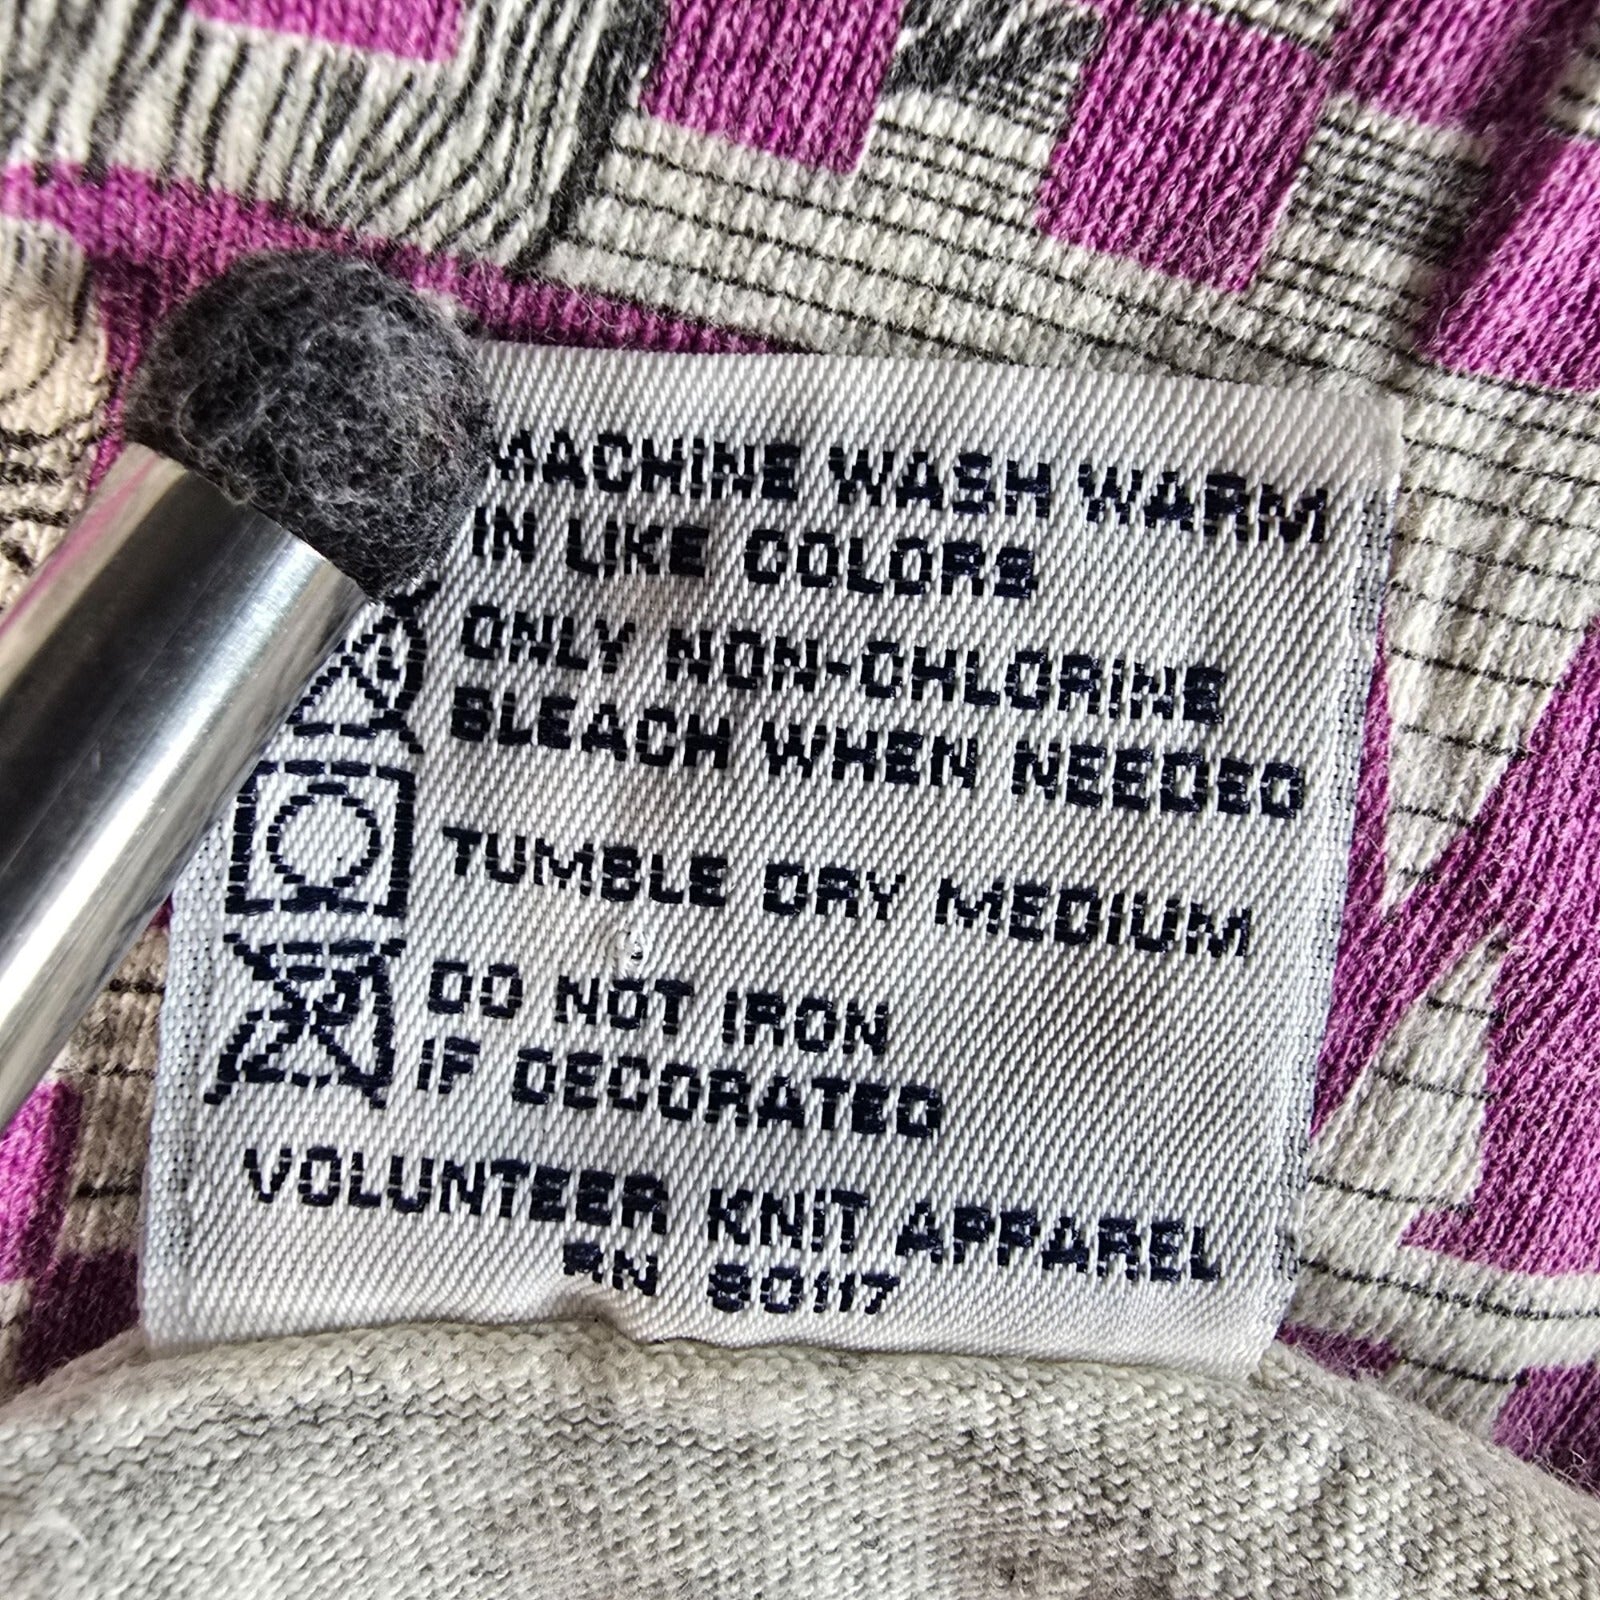 MACHINE WASH WARM
IN LIKE COLORS
ONLY NON-CHLORINE
BLEACH WHEN NEEDED
TUMBLE DRY MEDIUM
DO NOT IRON
IF DECORATED
VOLUNTEER KNIT APPAREL
RN 80117